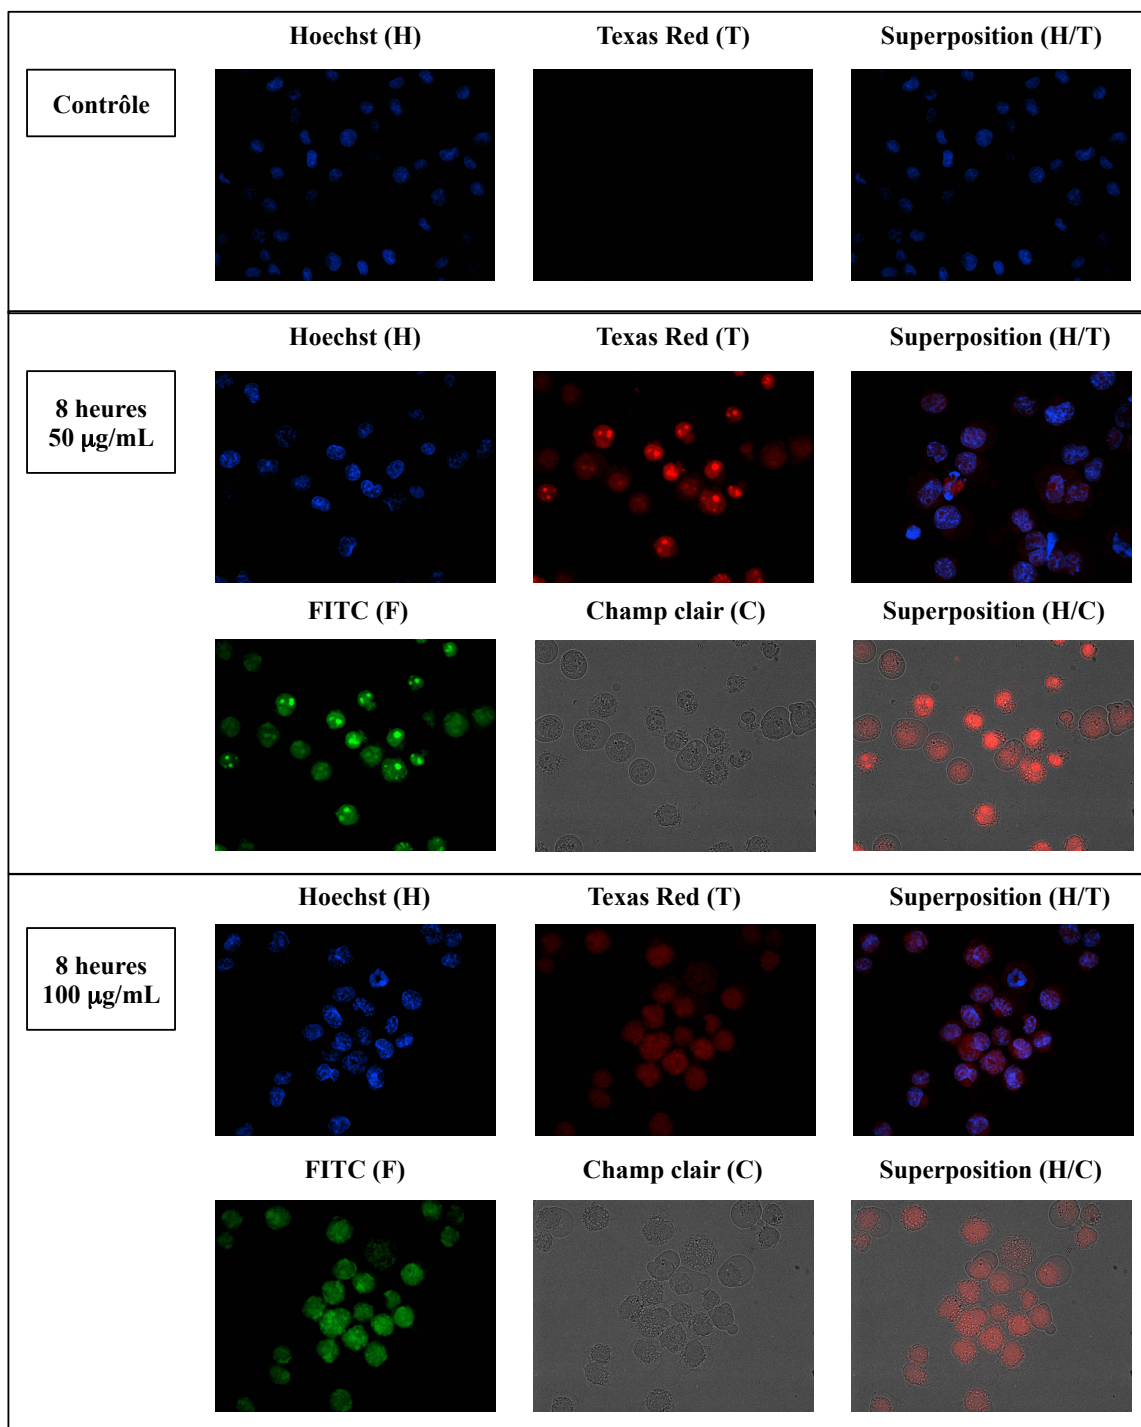 Hoechst (H) Texas Red (T) Superposition (H/T)
Contrôle
Hoechst (H) Texas Red (T) Superposition (H/T)
8 heures
50 µg/mL
FITC (F) Champ clair (C) Superposition (H/C)
Hoechst (H) Texas Red (T) Superposition (H/T)
8 heures
100 µg/mL
FITC (F) Champ clair (C) Superposition (H/C)